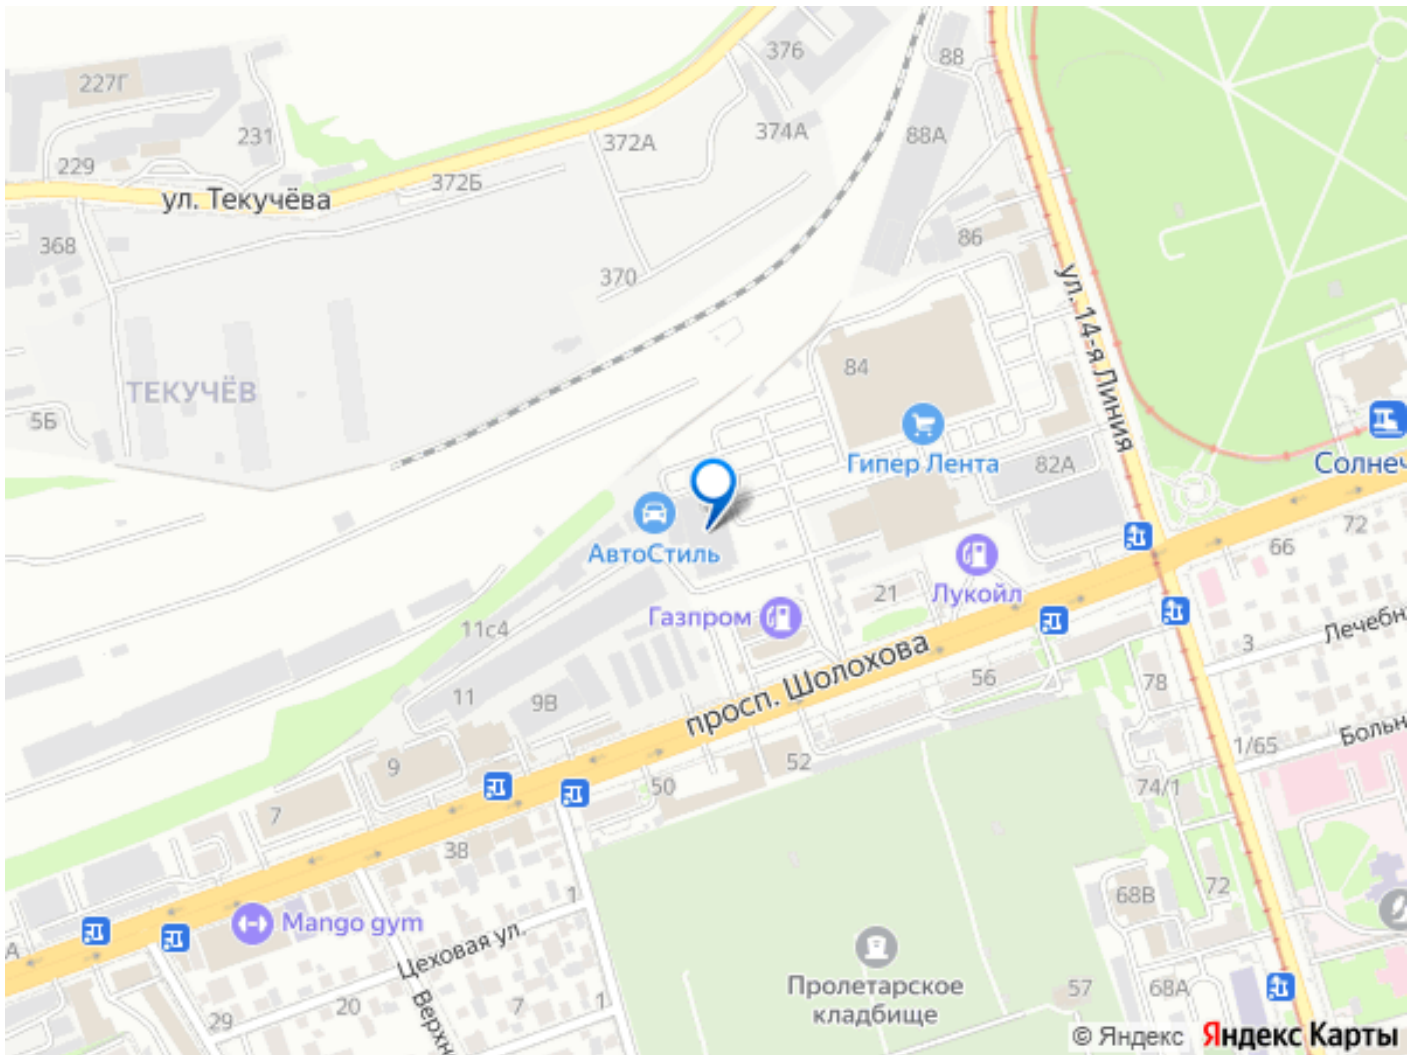 376
88
227Г
231
372А
374А
88А
229
372Б
ул. Текучёва
368
86
370
ул. 14-я Линия
84
ТЕКУЧЁВ
5Б
Гипер Лента
82А
Солнеч
АвтоСтиль
72
66
Лукойл
21
Газпром
11с4
Лечебн
3
просп. Шолохова
56
78
11
9В
1/65
Больн
52
9
50
74/1
7
38
1
68В
72
Mango gym
А
Цеховая ул.
Пролетарское
кладбище
57
68А
Верхн
20
7
1
29
© Яндекс
Яндекс Карты